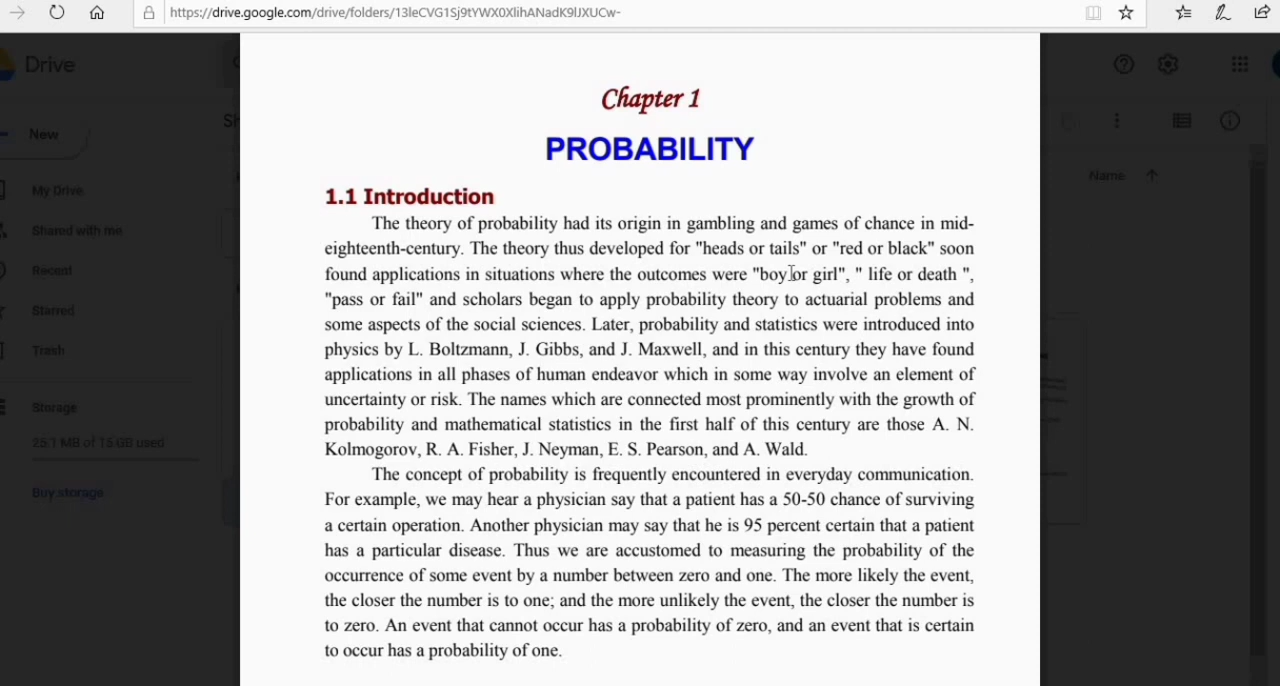 https://drive.google.com/drive/folders/13leCVG1Sj9tYWX0XlihANadK9lJXUCw-
Drive
Chapter 1
New
PROBABILITY
Name
My Drive
1.1 Introduction
Shared with me
Recent
Starred
Trash
Storage
25.1 MB of 15 GB used
Buy storage
The theory of probability had its origin in gambling and games of chance in mid-
eighteenth-century. The theory thus developed for "heads or tails" or "red or black" soon
found applications in situations where the outcomes were "boy or girl", " life or death ",
"pass or fail" and scholars began to apply probability theory to actuarial problems and
some aspects of the social sciences. Later, probability and statistics were introduced into
physics by L. Boltzmann, J. Gibbs, and J. Maxwell, and in this century they have found
applications in all phases of human endeavor which in some way involve an element of
uncertainty or risk. The names which are connected most prominently with the growth of
probability and mathematical statistics in the first half of this century are those A. N.
Kolmogorov, R. A. Fisher, J. Neyman, E. S. Pearson, and A. Wald.
The concept of probability is frequently encountered in everyday communication.
For example, we may hear a physician say that a patient has a 50-50 chance of surviving
a certain operation. Another physician may say that he is 95 percent certain that a patient
has a particular disease. Thus we are accustomed to measuring the probability of the
occurrence of some event by a number between zero and one. The more likely the event,
the closer the number is to one; and the more unlikely the event, the closer the number is
to zero. An event that cannot occur has a probability of zero, and an event that is certain
to occur has a probability of one.